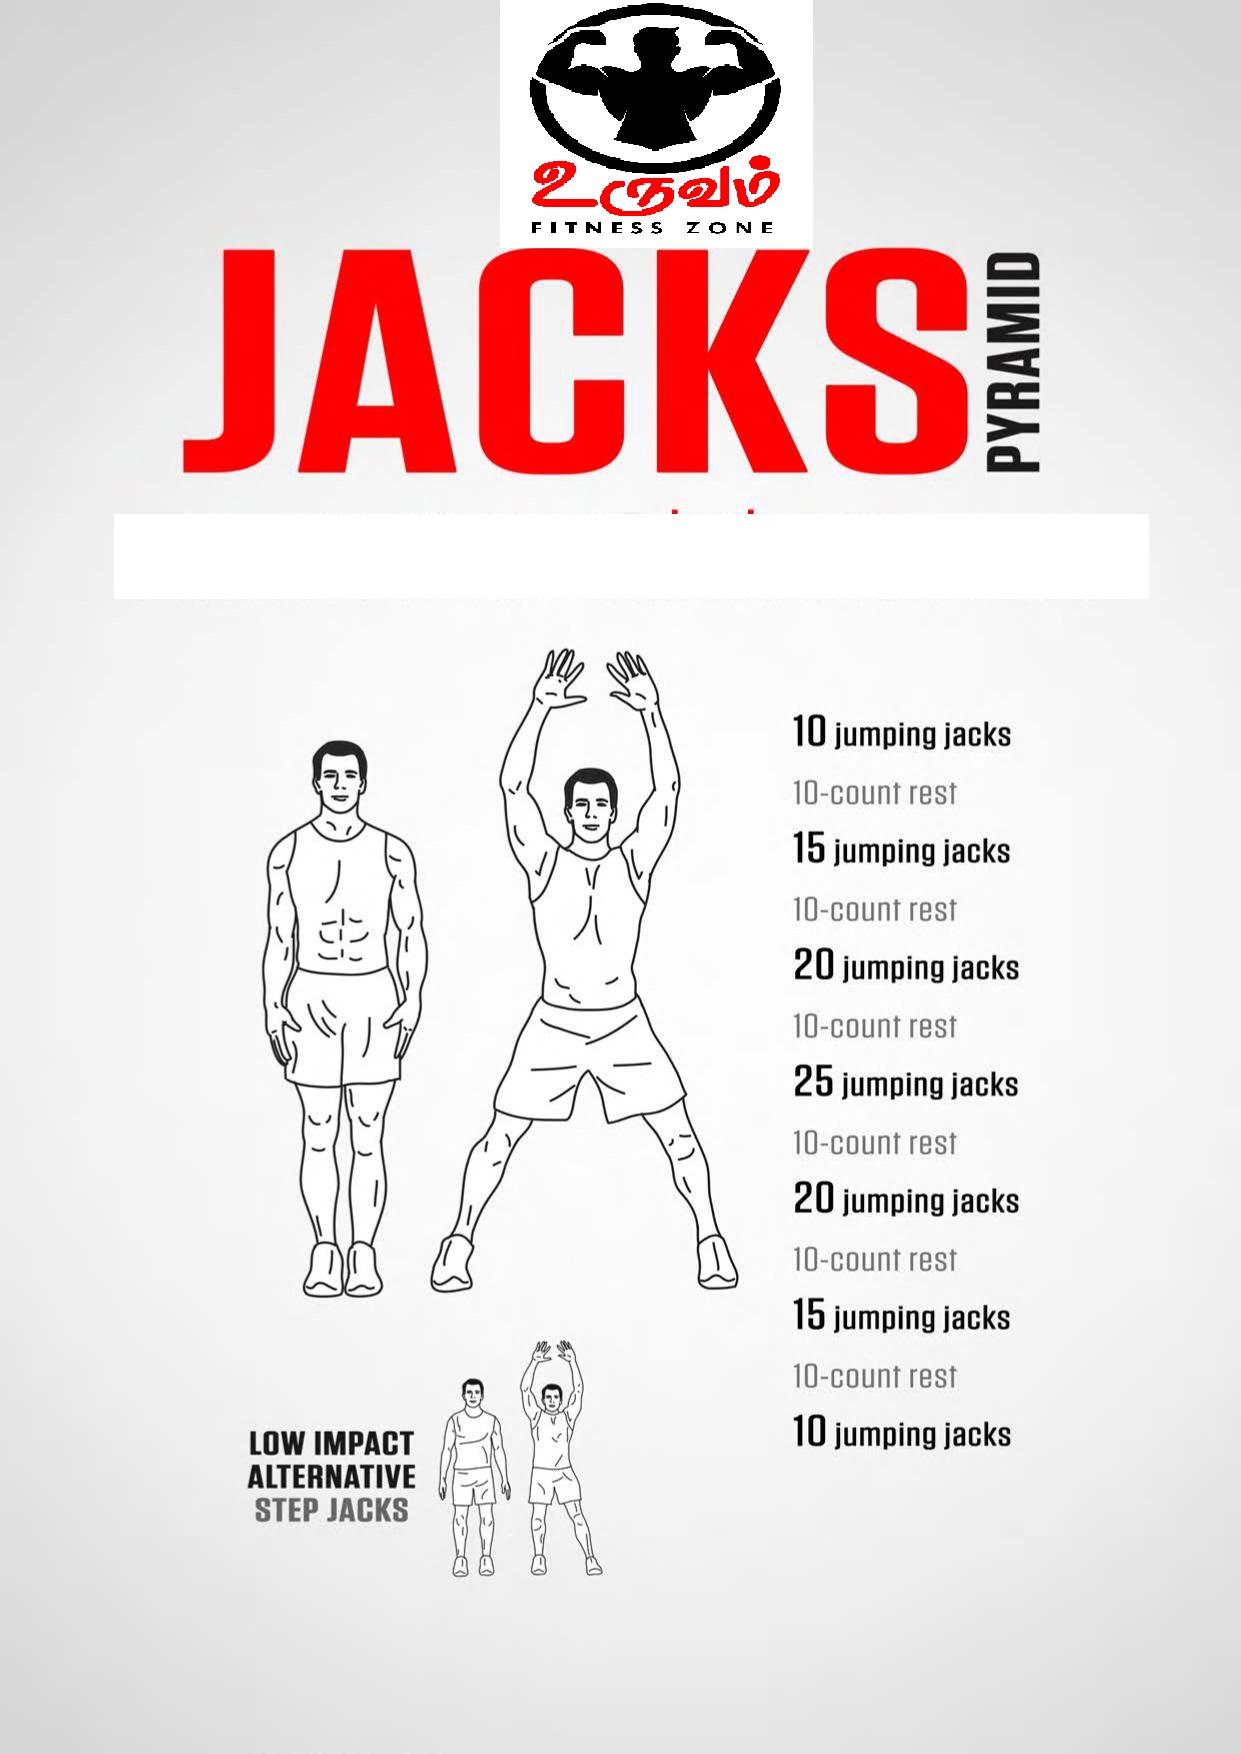 உருவம்
FITNESS ZONE
JACKS
PYRAMID
10 jumping jacks
10-count rest
15 jumping jacks
10-count rest
20 jumping jacks
10-count rest
25 jumping jacks
10-count rest
20 jumping jacks
10-count rest
15 jumping jacks
10-count rest
10 jumping jacks
LOW IMPACT
ALTERNATIVE
STEP JACKS